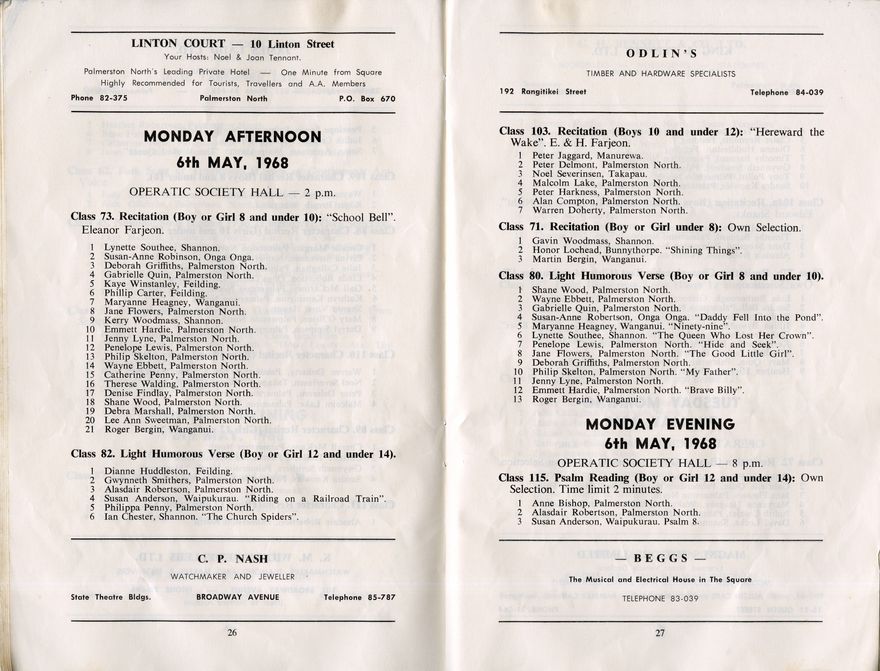 LINTON COURT — 10 Linton Street
Your Hosts: Noel & Joan Tennant.
Palmerston North's Leading Private Hotel — One Minute from Square
Highly Recommended for Tourists, Travellers and A.A. Members
Phone 82-375 Palmerston North P.O. Box 670
MONDAY AFTERNOON
6th MAY, 1968
OPERATIC SOCIETY HALL — 2 p.m.
Class 73. Recitation (Boy or Girl 8 and under 10): "School Bell".
Eleanor Farjeon.
1 Lynette Southee, Shannon.
2 Susan-Anne Robinson, Onga Onga.
3 Deborah Griffiths, Palmerston North.
4 Gabrielle Quin, Palmerston North.
5 Kaye Winstanley, Feilding.
6 Phillip Carter, Feilding.
7 Maryanne Heagney, Wanganui.
8 Jane Flowers, Palmerston North.
9 Kerry Woodmass, Shannon.
10 Emmett Hardie, Palmerston North.
11 Jenny Lyne, Palmerston North.
12 Penelope Lewis, Palmerston North.
13 Philip Skelton, Palmerston North.
14 Wayne Ebbett, Palmerston North.
15 Catherine Penny, Palmerston North.
16 Therese Walding, Palmerston North.
17 Denise Findlay, Palmerston North.
18 Shane Wood, Palmerston North.
19 Debra Marshall, Palmerston North.
20 Lee Ann Sweetman, Palmerston North.
21 Roger Bergin, Wanganui.
Class 82. Light Humorous Verse (Boy or Girl 12 and under 14).
1 Dianne Huddleston, Feilding.
2 Gwynneth Smithers, Palmerston North.
3 Alasdair Robertson, Palmerston North.
4 Susan Anderson, Waipukurau. "Riding on a Railroad Train".
5 Philippa Penny, Palmerston North.
6 Ian Chester, Shannon. "The Church Spiders".
C. P. NASH
WATCHMAKER AND JEWELLER
State Theatre Bldgs. BROADWAY AVENUE Telephone 85-787
26
ODLIN'S
TIMBER AND HARDWARE SPECIALISTS
192 Rangitikei Street Telephone 84-039
Class 103. Recitation (Boys 10 and under 12): "Hereward the
Wake". E. & H. Farjeon.
1 Peter Jaggard, Manurewa.
2 Peter Delmont, Palmerston North.
3 Noel Severinsen, Takapau.
4 Malcolm Lake, Palmerston North.
5 Peter Harkness, Palmerston North.
6 Alan Compton, Palmerston North.
7 Warren Doherty, Palmerston North.
Class 71. Recitation (Boy or Girl under 8): Own Selection.
1 Gavin Woodmass, Shannon.
2 Honor Lochead, Bunnythorpe. "Shining Things".
3 Martin Bergin, Wanganui.
Class 80. Light Humorous Verse (Boy or Girl 8 and under 10).
1 Shane Wood, Palmerston North.
2 Wayne Ebbett, Palmerston North.
3 Gabrielle Quin, Palmerston North.
4 Susan-Anne Robertson, Onga Onga. "Daddy Fell Into the Pond".
5 Maryanne Heagney, Wanganui. "Ninety-nine".
6 Lynette Southee, Shannon. "The Queen Who Lost Her Crown".
7 Penelope Lewis, Palmerston North. "Hide and Seek".
8 Jane Flowers, Palmerston North. "The Good Little Girl".
9 Deborah Griffiths, Palmerston North.
10 Philip Skelton, Palmerston North. "My Father".
11 Jenny Lyne, Palmerston North.
12 Emmett Hardie, Palmerston North. "Brave Billy".
13 Roger Bergin, Wanganui.
MONDAY EVENING
6th MAY, 1968
OPERATIC SOCIETY HALL — 8 p.m.
Class 115. Psalm Reading (Boy or Girl 12 and under 14): Own
Selection. Time limit 2 minutes.
1 Anne Bishop, Palmerston North.
2 Alasdair Robertson, Palmerston North.
3 Susan Anderson, Waipukurau. Psalm 8.
— BEGGS —
The Musical and Electrical House in The Square
TELEPHONE 83-039
27